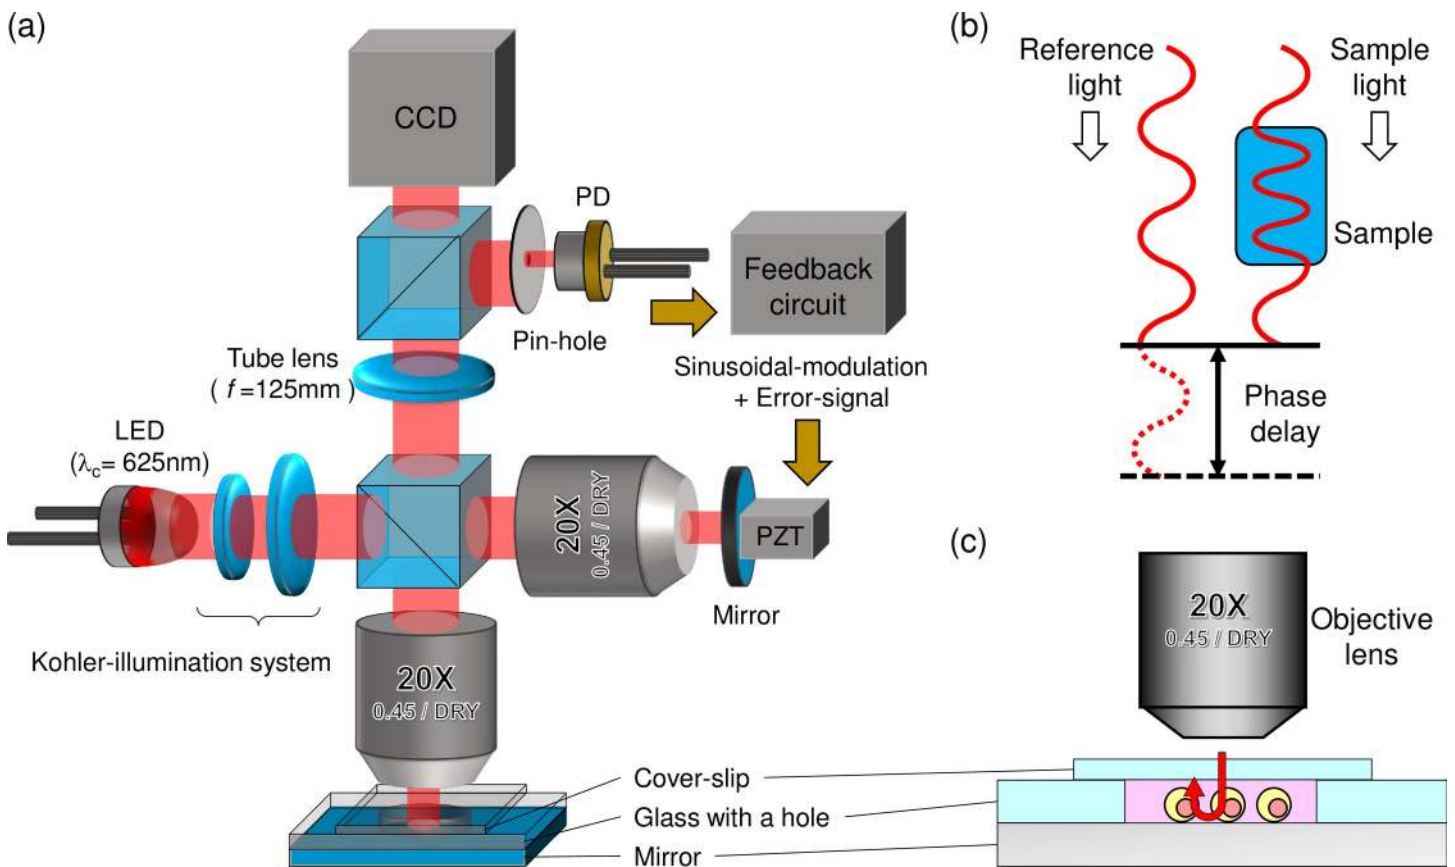 (a)
CCD
PD
Feedback
circuit
Pin-hole
Tube lens
( f =125mm )
Sinusoidal-modulation
+ Error-signal
LED
(λc= 625nm)
20X
0.45 / DRY
PZT
Mirror
Kohler-illumination system
20X
0.45 / DRY
Cover-slip
Glass with a hole
Mirror
(b)
Reference
light
Sample
light
Sample
Phase
delay
(c)
20X
0.45 / DRY
Objective
lens